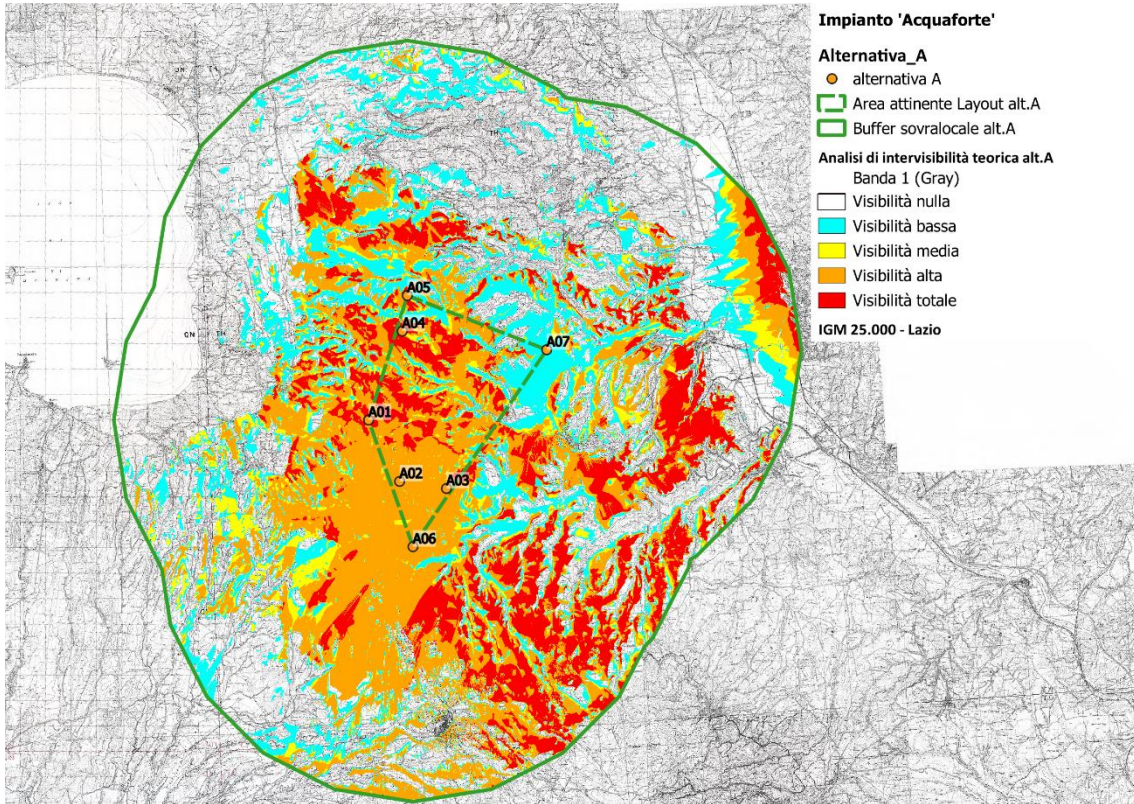 Impianto 'Acquaforte'
Alternativa_A
alternativa A
Area attinente Layout alt.A
Buffer sovralocale alt.A
Analisi di intervisibilità teorica alt.A
Banda 1 (Gray)
Visibilità nulla
Visibilità bassa
Visibilità media
Visibilità alta
Visibilità totale
IGM 25.000 - Lazio
A05
A04
A07
A01
A02
A03
A06